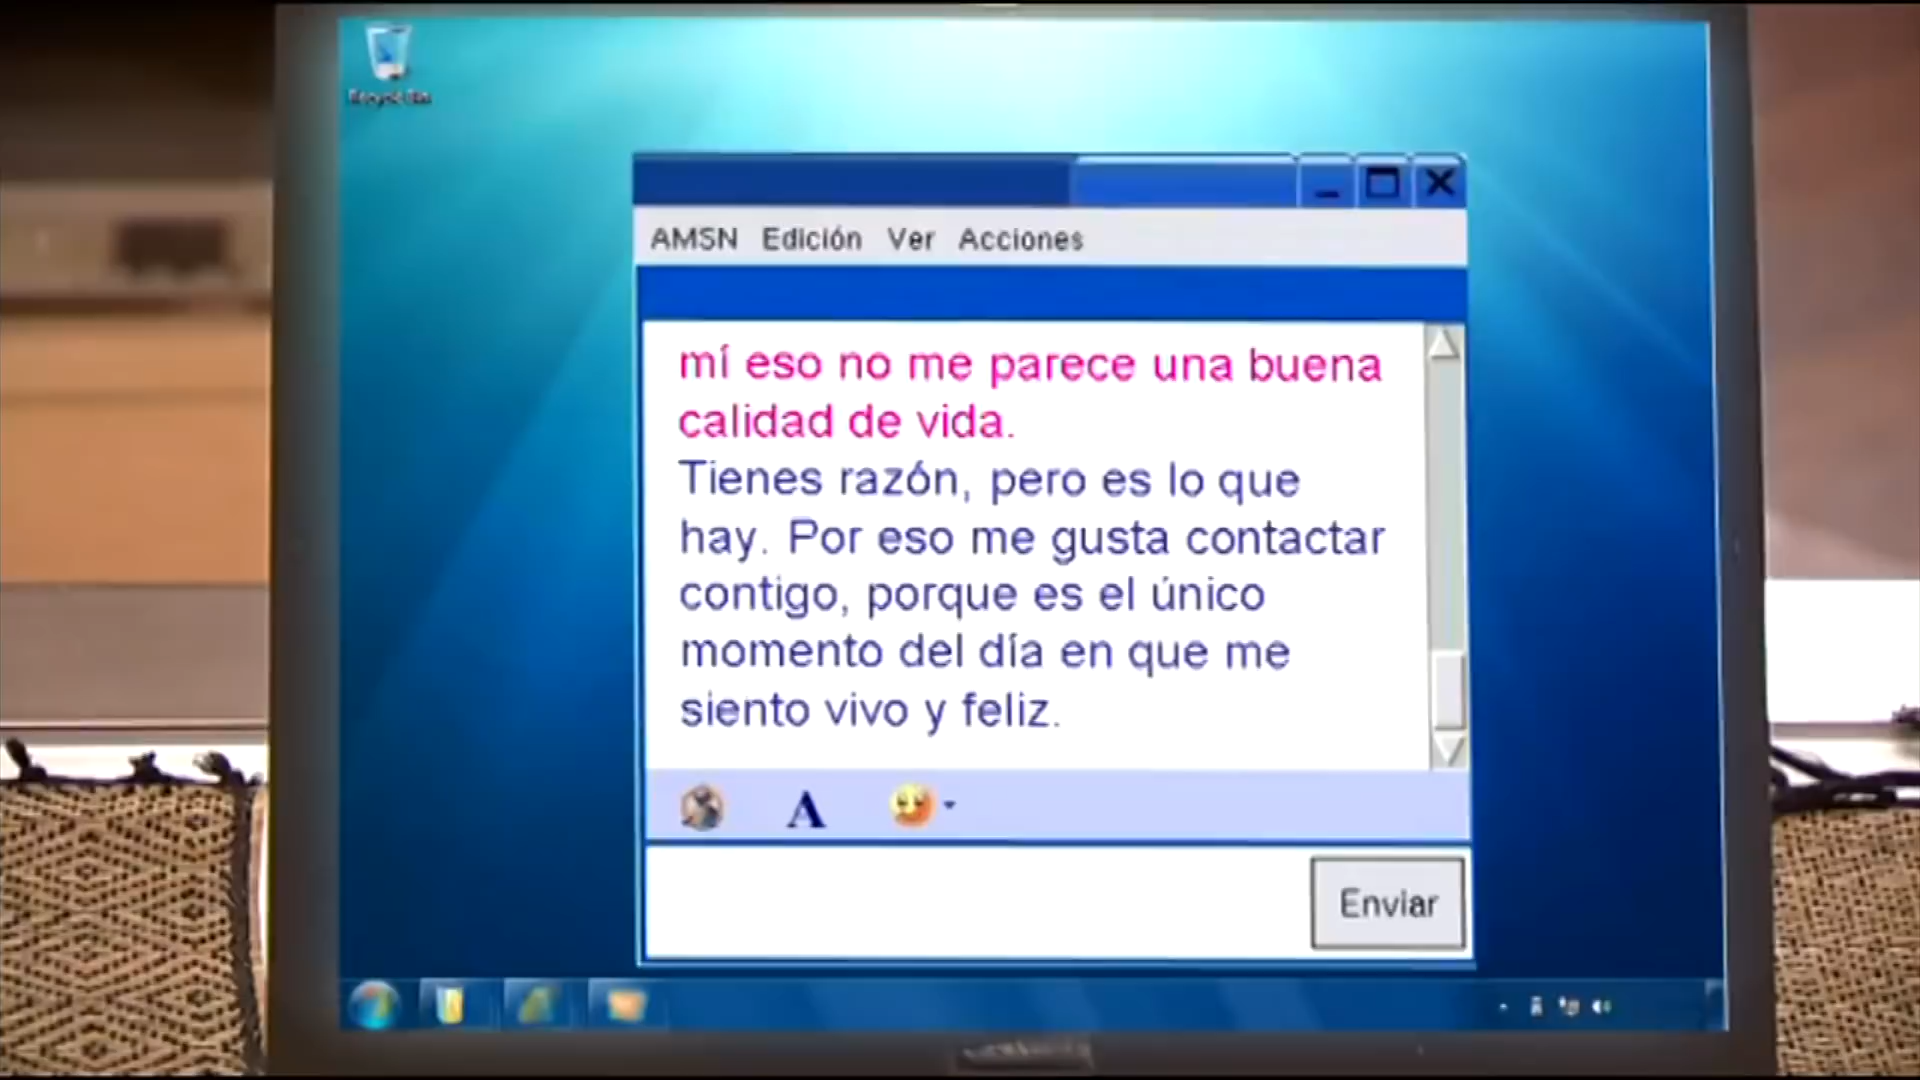 Recycle Bin
AMSN Edición Ver Acciones
mí eso no me parece una buena
calidad de vida.
Tienes razón, pero es lo que
hay. Por eso me gusta contactar
contigo, porque es el único
momento del día en que me
siento vivo y feliz.
A
Enviar